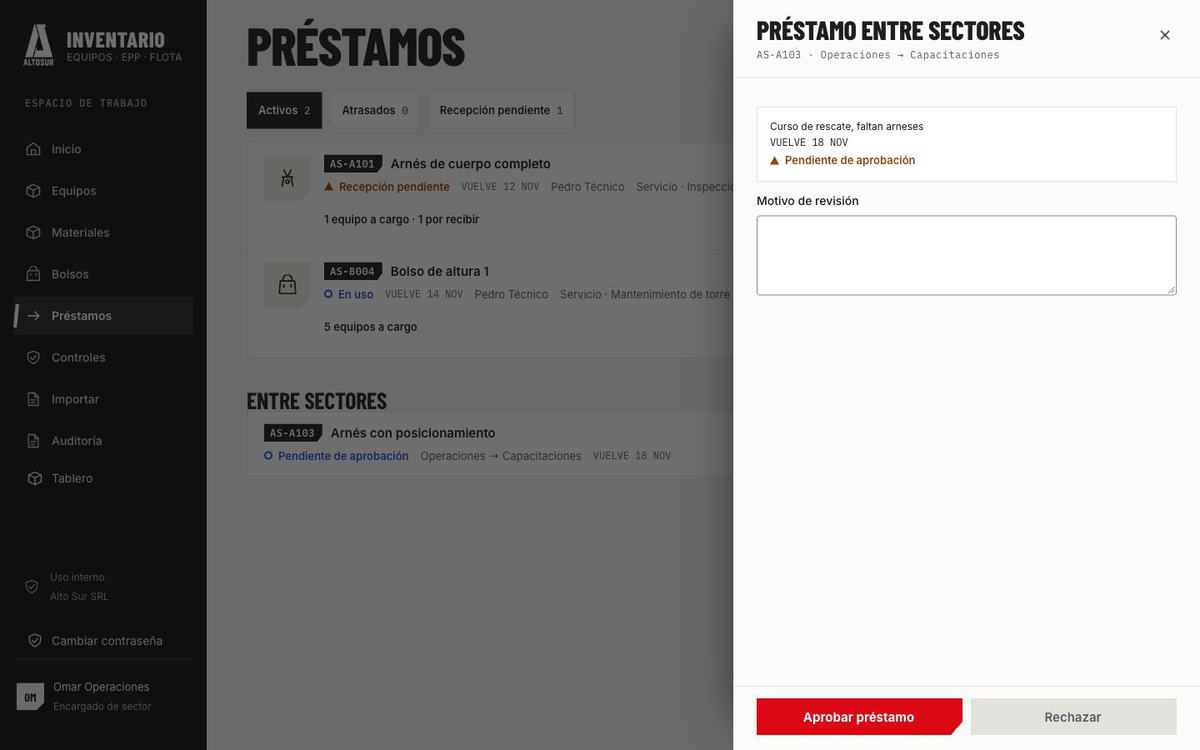 ALTOSUR
INVENTARIO
EQUIPOS · EPP · FLOTA
ESPACIO DE TRABAJO
Inicio
Equipos
Materiales
Bolsos
Préstamos
Controles
Importar
Auditoría
Tablero
Uso interno
Alto Sur SRL
Cambiar contraseña
OM
Omar Operaciones
Encargado de sector
PRÉSTAMOS
Activos 2
Atrasados 0
Recepción pendiente 1
AS-A101 Arnés de cuerpo completo
Recepción pendiente VUELVE 12 NOV Pedro Técnico Servicio · Inspecci
1 equipo a cargo · 1 por recibir
AS-B004 Bolso de altura 1
En uso VUELVE 14 NOV Pedro Técnico Servicio · Mantenimiento de torre
5 equipos a cargo
ENTRE SECTORES
AS-A103 Arnés con posicionamiento
Pendiente de aprobación Operaciones → Capacitaciones VUELVE 18 NOV
PRÉSTAMO ENTRE SECTORES
AS-A103 · Operaciones → Capacitaciones
Curso de rescate, faltan arneses
VUELVE 18 NOV
Pendiente de aprobación
Motivo de revisión
Aprobar préstamo
Rechazar